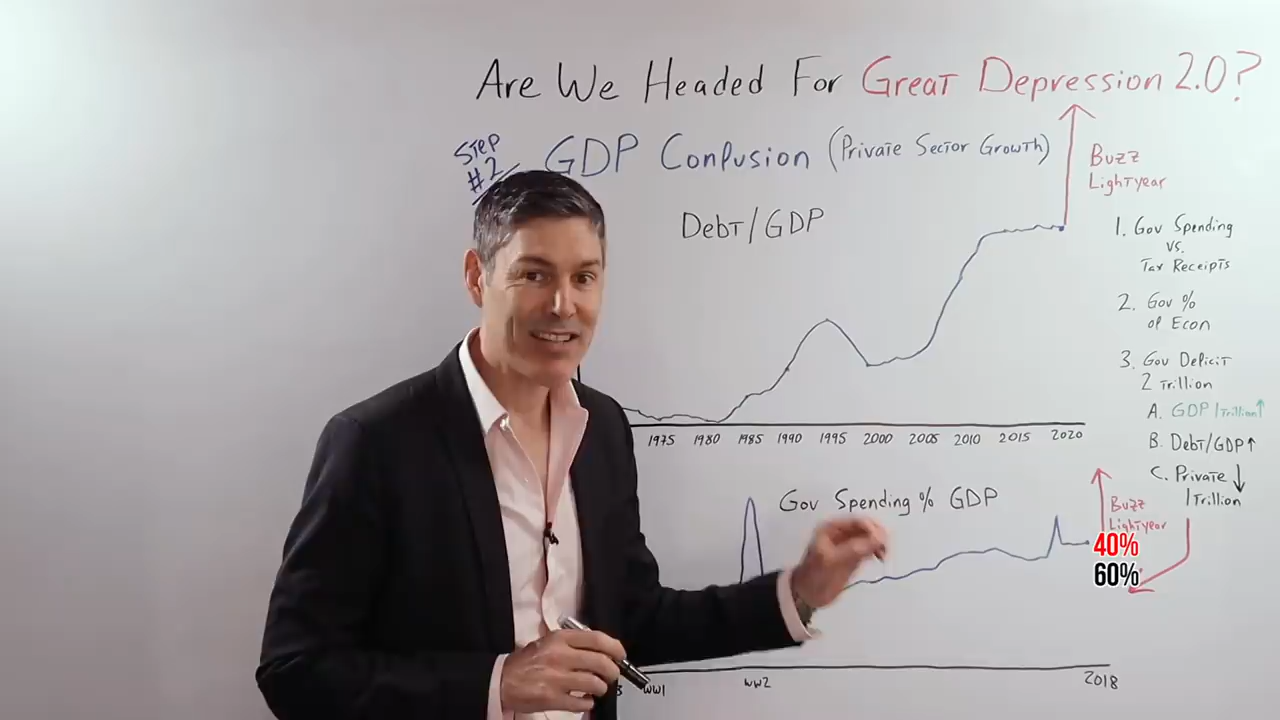 Are We Headed For Great Depression 2.0?
STEP
#2
GDP Confusion (Private Sector Growth)
Buzz
Lightyear
Debt/GDP
1. Gov Spending
vs.
Tax Receipts
2. Gov %
of Econ
3. Gov Deficit
2 Trillion
A. GDP 1 Trillion↑
B. Debt/GDP↑
C. Private ↓
1 Trillion
1975 1980 1985 1990 1995 2000 2005 2010 2015 2020
Gov Spending % GDP
Buzz
Lightyear
40%
60%
WW1 WW2 2018